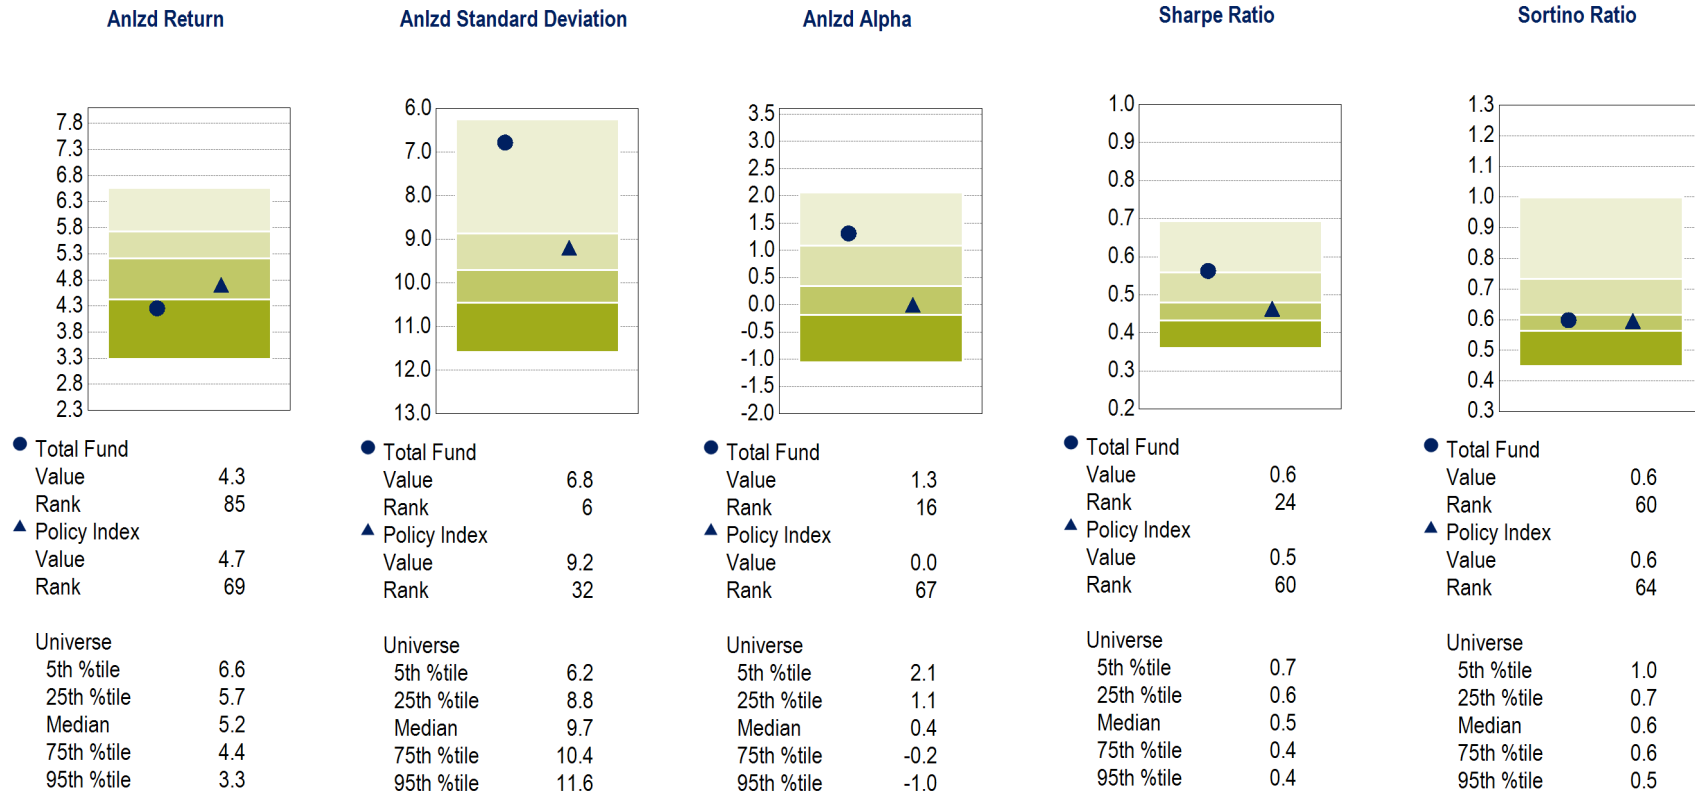 Anlzd Return
7.8
7.3
6.8
6.3
5.8
5.3
4.8
4.3
3.8
3.3
2.8
2.3
Total Fund
Value 4.3
Rank 85
Policy Index
Value 4.7
Rank 69
Universe
5th %tile 6.6
25th %tile 5.7
Median 5.2
75th %tile 4.4
95th %tile 3.3
Anlzd Standard Deviation
6.0
7.0
8.0
9.0
10.0
11.0
12.0
13.0
Total Fund
Value 6.8
Rank 6
Policy Index
Value 9.2
Rank 32
Universe
5th %tile 6.2
25th %tile 8.8
Median 9.7
75th %tile 10.4
95th %tile 11.6
Anlzd Alpha
3.5
3.0
2.5
2.0
1.5
1.0
0.5
0.0
-0.5
-1.0
-1.5
-2.0
Total Fund
Value 1.3
Rank 16
Policy Index
Value 0.0
Rank 67
Universe
5th %tile 2.1
25th %tile 1.1
Median 0.4
75th %tile -0.2
95th %tile -1.0
Sharpe Ratio
1.0
0.9
0.8
0.7
0.6
0.5
0.4
0.3
0.2
Total Fund
Value 0.6
Rank 24
Policy Index
Value 0.5
Rank 60
Universe
5th %tile 0.7
25th %tile 0.6
Median 0.5
75th %tile 0.4
95th %tile 0.4
Sortino Ratio
1.3
1.2
1.1
1.0
0.9
0.8
0.7
0.6
0.5
0.4
0.3
Total Fund
Value 0.6
Rank 60
Policy Index
Value 0.6
Rank 64
Universe
5th %tile 1.0
25th %tile 0.7
Median 0.6
75th %tile 0.6
95th %tile 0.5